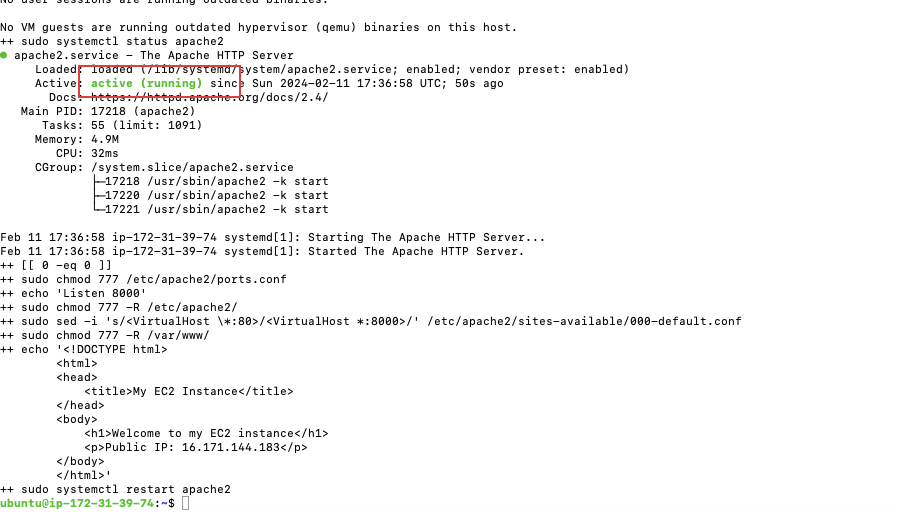 No user sessions are running outdated binaries.
No VM guests are running outdated hypervisor (qemu) binaries on this host.
++ sudo systemctl status apache2
● apache2.service – The Apache HTTP Server
     Loaded: loaded (/lib/systemd/system/apache2.service; enabled; vendor preset: enabled)
     Active: active (running) since Sun 2024-02-11 17:36:58 UTC; 50s ago
       Docs: https://httpd.apache.org/docs/2.4/
   Main PID: 17218 (apache2)
      Tasks: 55 (limit: 1091)
     Memory: 4.9M
        CPU: 32ms
     CGroup: /system.slice/apache2.service
             ├─17218 /usr/sbin/apache2 -k start
             ├─17220 /usr/sbin/apache2 -k start
             └─17221 /usr/sbin/apache2 -k start
Feb 11 17:36:58 ip-172-31-39-74 systemd[1]: Starting The Apache HTTP Server...
Feb 11 17:36:58 ip-172-31-39-74 systemd[1]: Started The Apache HTTP Server.
++ [[ 0 -eq 0 ]]
++ sudo chmod 777 /etc/apache2/ports.conf
++ echo 'Listen 8000'
++ sudo chmod 777 -R /etc/apache2/
++ sudo sed -i 's/<VirtualHost \*:80>/<VirtualHost *:8000>/' /etc/apache2/sites-available/000-default.conf
++ sudo chmod 777 -R /var/www/
++ echo '<!DOCTYPE html>
        <html>
        <head>
            <title>My EC2 Instance</title>
        </head>
        <body>
            <h1>Welcome to my EC2 instance</h1>
            <p>Public IP: 16.171.144.183</p>
        </body>
        </html>'
++ sudo systemctl restart apache2
ubuntu@ip-172-31-39-74:~$